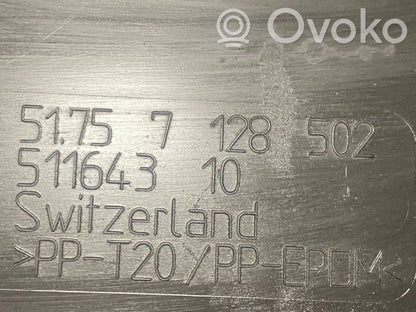 Ovoko
51.75 7 128 502
511643 10
Switzerland
>PP-T20/PP-EPDM<